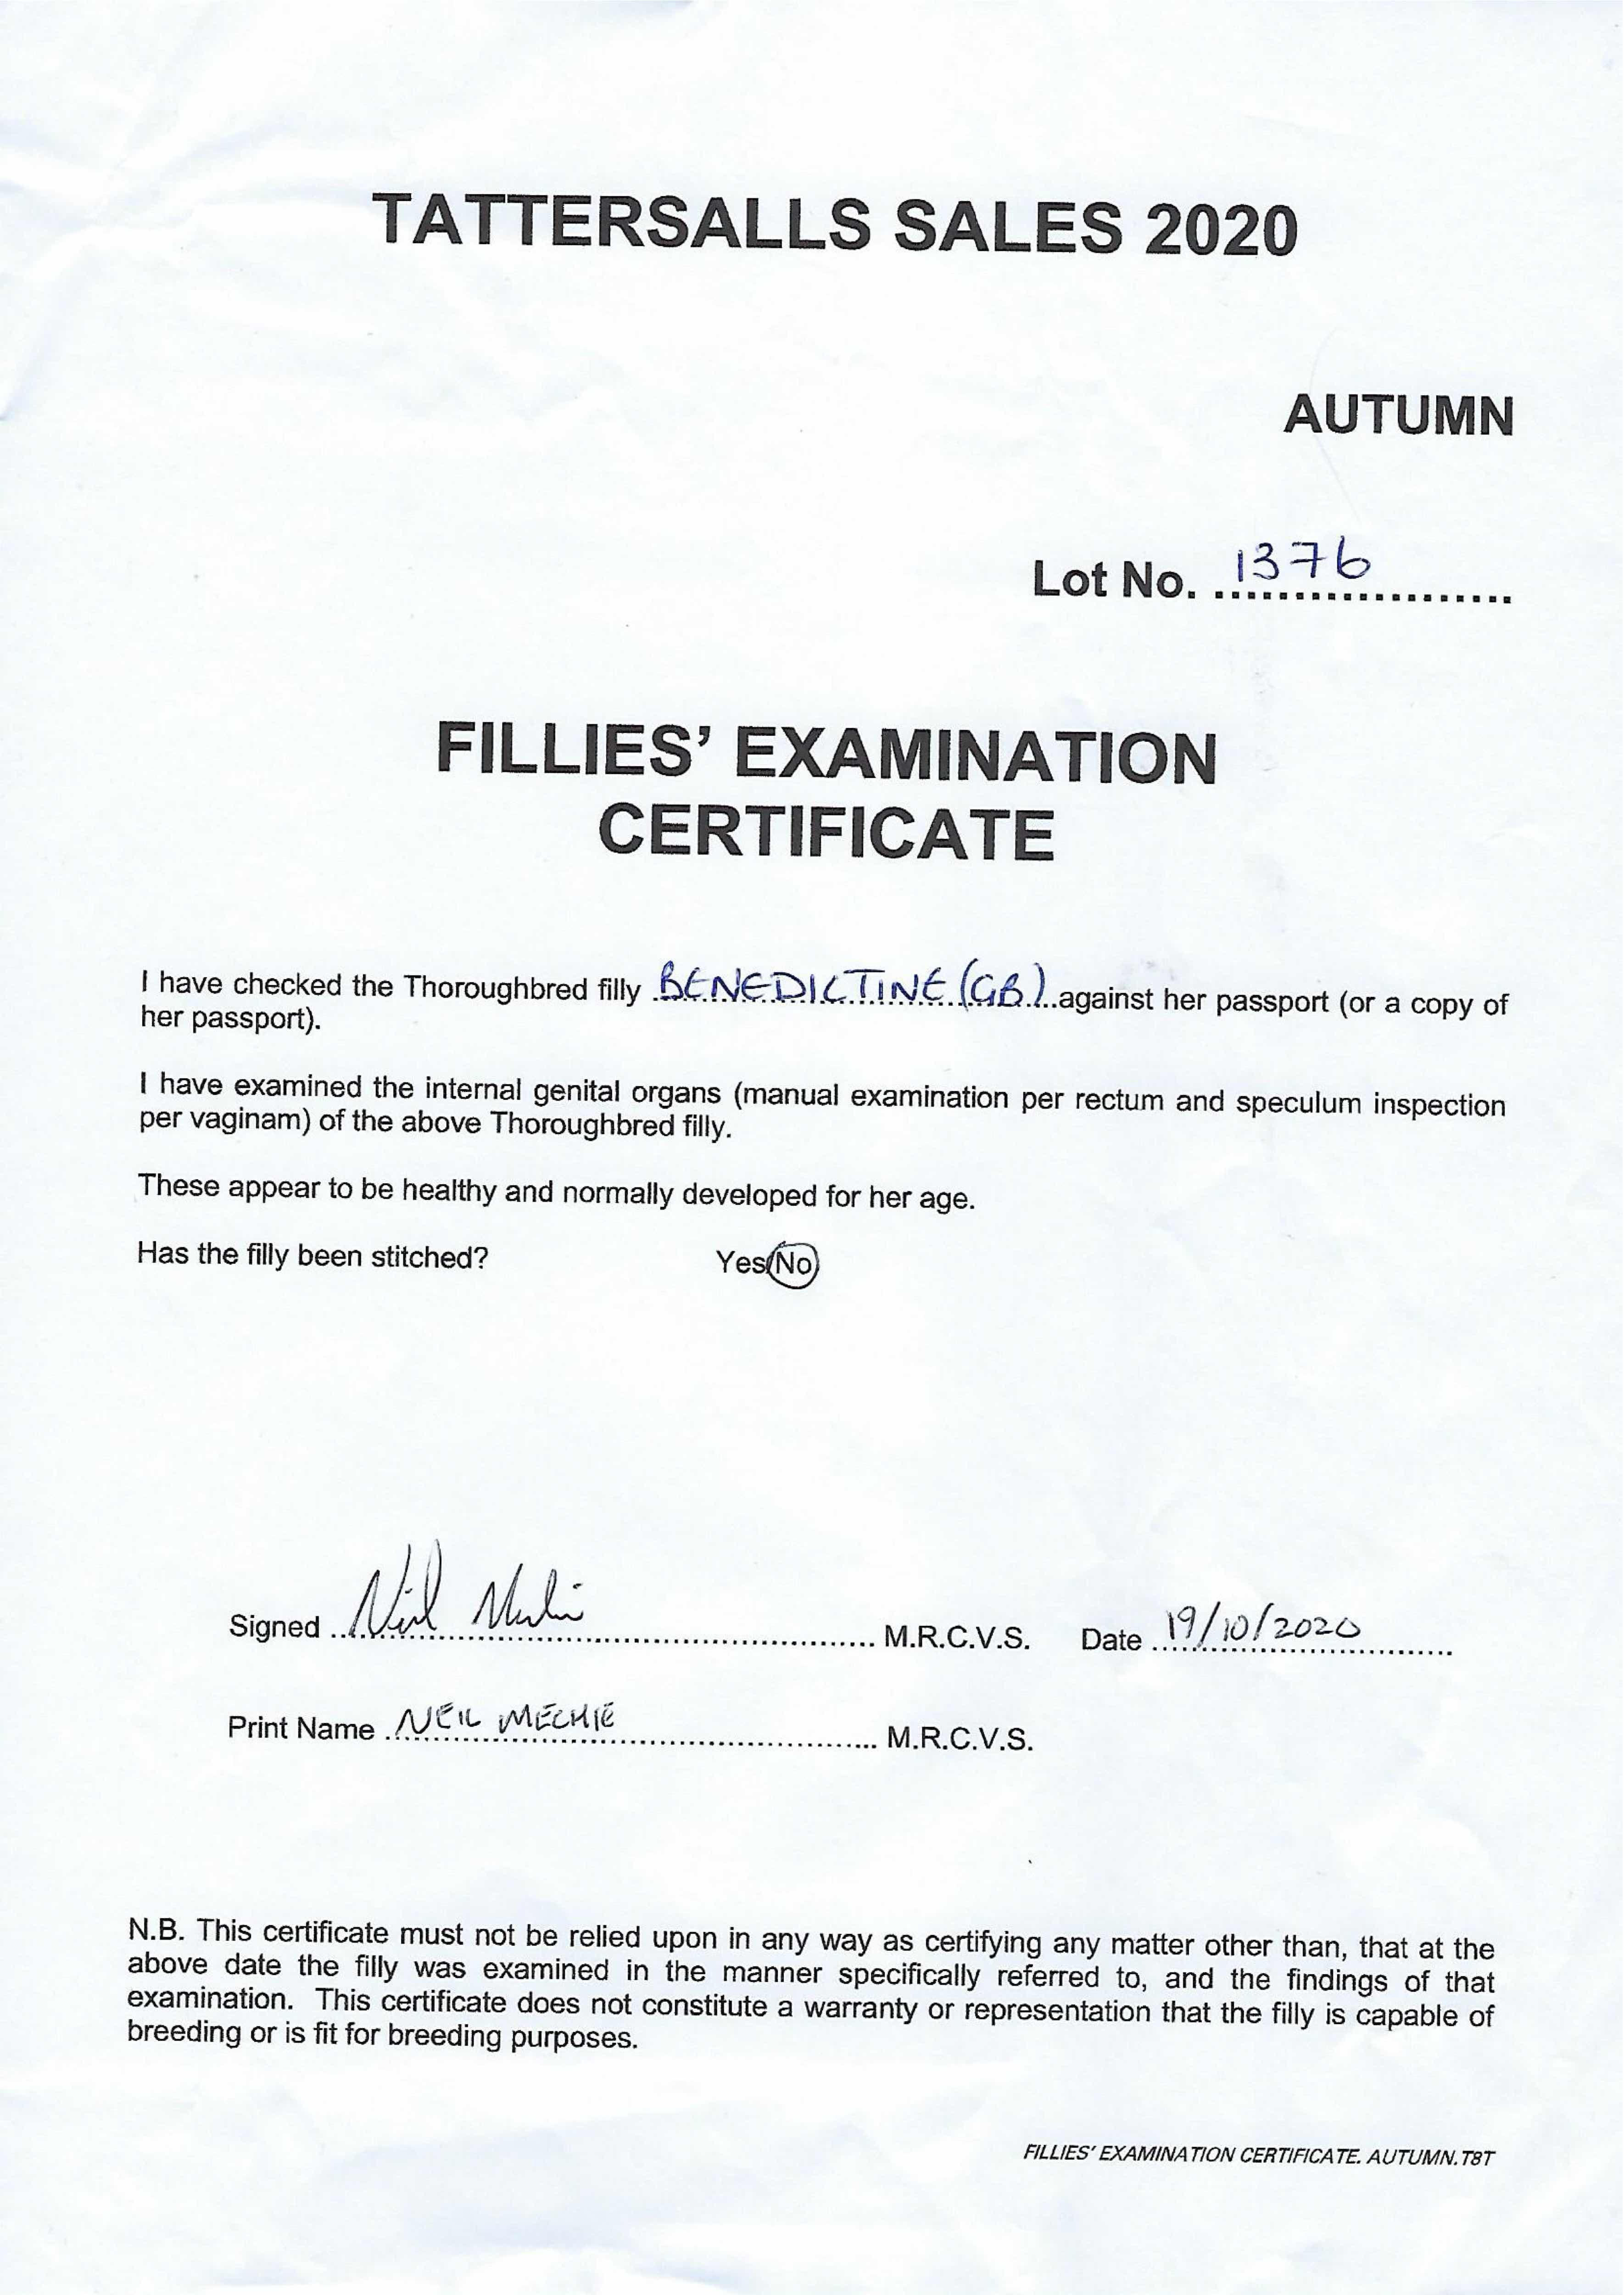 TATTERSALLS SALES 2020
AUTUMN
Lot No. 1376
FILLIES' EXAMINATION
CERTIFICATE
I have checked the Thoroughbred filly BENEDICTINE (GB) against her passport (or a copy of
her passport).
I have examined the internal genital organs (manual examination per rectum and speculum inspection
per vaginam) of the above Thoroughbred filly.
These appear to be healthy and normally developed for her age.
Has the filly been stitched? Yes/No
Signed Neil Mechie M.R.C.V.S. Date 19/10/2020
Print Name NEIL MECHIE M.R.C.V.S.
N.B. This certificate must not be relied upon in any way as certifying any matter other than, that at the
above date the filly was examined in the manner specifically referred to, and the findings of that
examination. This certificate does not constitute a warranty or representation that the filly is capable of
breeding or is fit for breeding purposes.
FILLIES' EXAMINATION CERTIFICATE. AUTUMN.T8T